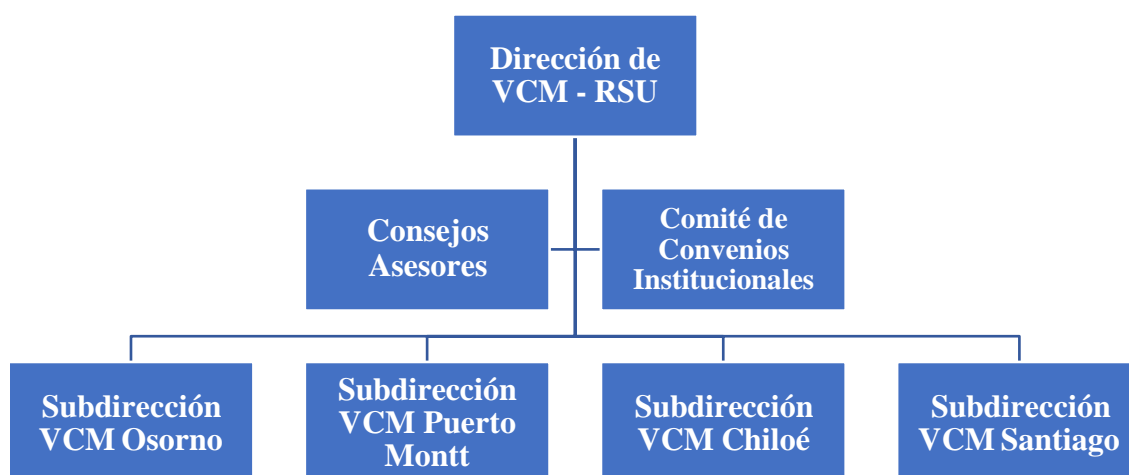 Dirección de
VCM - RSU
Consejos
Asesores
Comité de
Convenios
Institucionales
Subdirección
VCM Osorno
Subdirección
VCM Puerto
Montt
Subdirección
VCM Chiloé
Subdirección
VCM Santiago